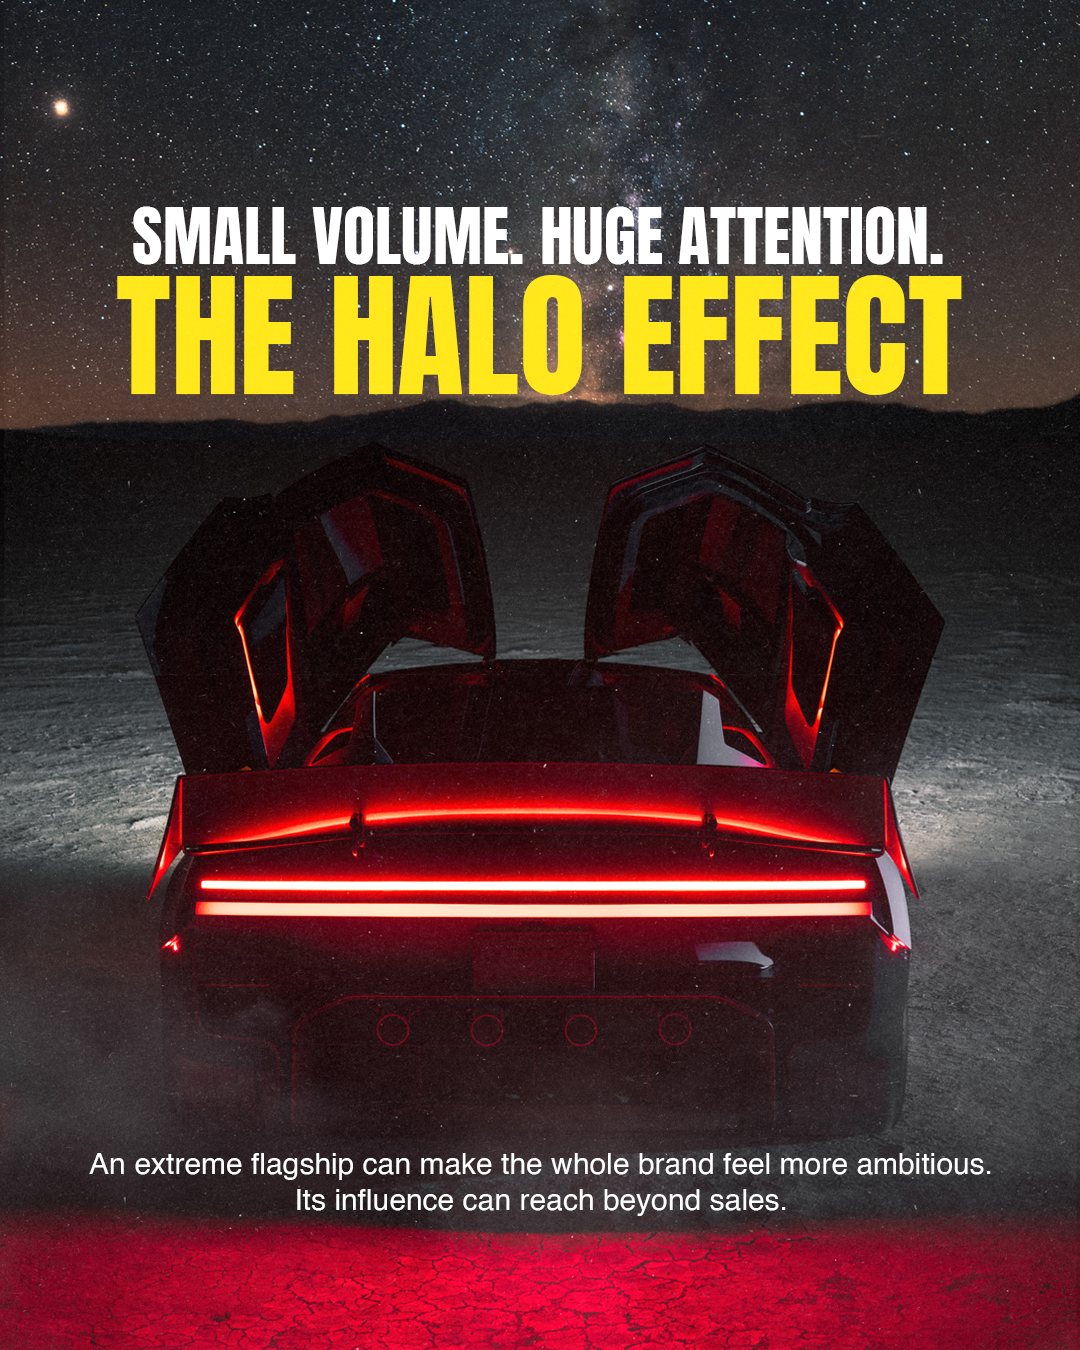 SMALL VOLUME. HUGE ATTENTION.
THE HALO EFFECT
An extreme flagship can make the whole brand feel more ambitious.
Its influence can reach beyond sales.